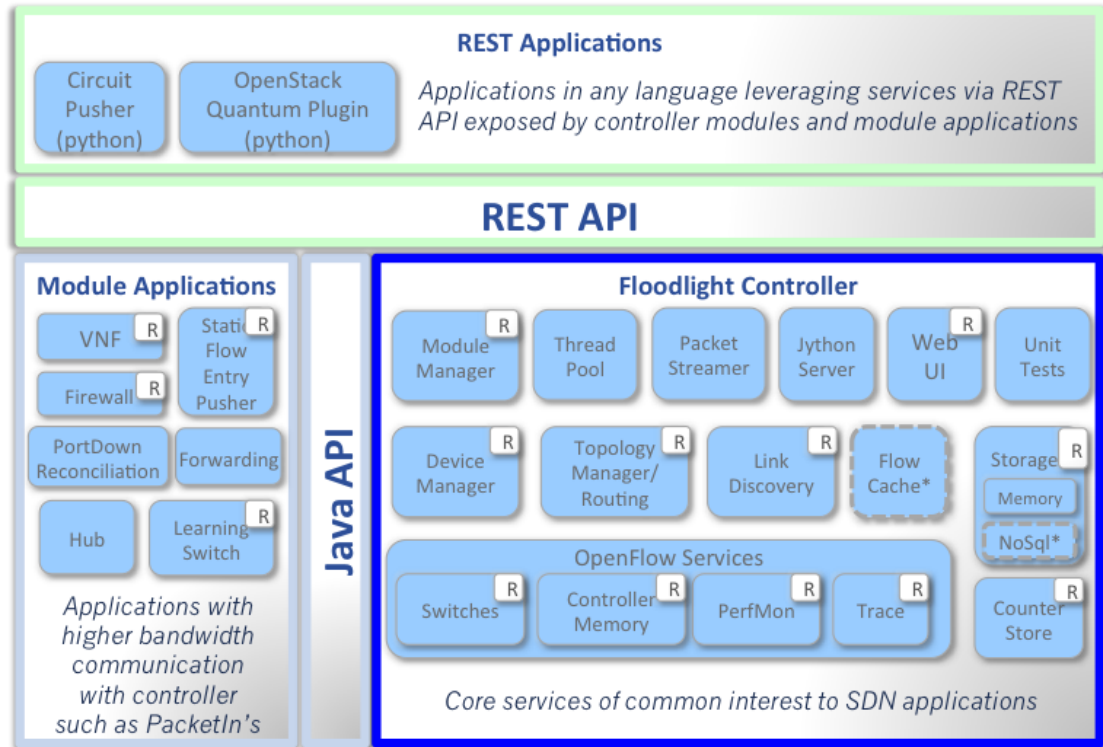 REST Applications
Circuit
Pusher
(python)
OpenStack
Quantum Plugin
(python)
Applications in any language leveraging services via REST
API exposed by controller modules and module applications
REST API
Module Applications
VNF
R
Static
Flow
Entry
Pusher
R
Firewall
R
PortDown
Reconciliation
Forwarding
Hub
Learning
Switch
R
Applications with
higher bandwidth
communication
with controller
such as PacketIn's
Java API
Floodlight Controller
Module
Manager
R
Thread
Pool
Packet
Streamer
Jython
Server
Web
UI
R
Unit
Tests
Device
Manager
R
Topology
Manager/
Routing
R
Link
Discovery
R
Flow
Cache*
Storage
R
Memory
NoSql*
OpenFlow Services
Switches
R
Controller
Memory
R
PerfMon
R
Trace
R
Counter
Store
R
Core services of common interest to SDN applications